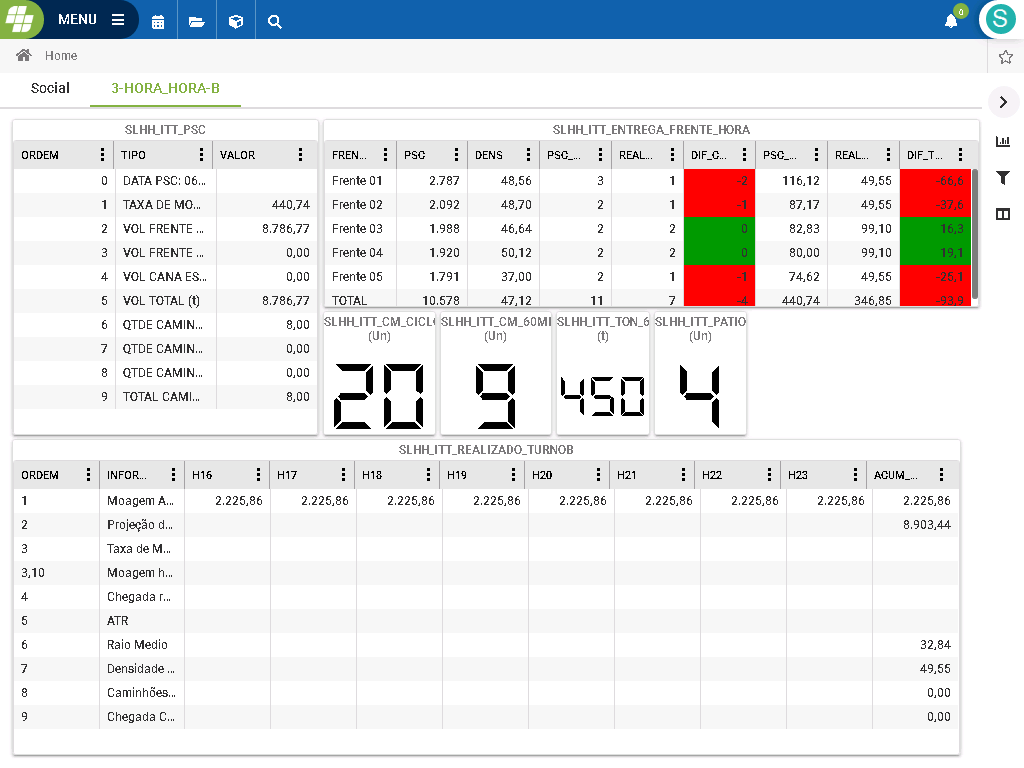 MENU
0
S
Home
Social
3-HORA_HORA-B
SLHH_ITT_PSC
ORDEM TIPO VALOR
0 DATA PSC: 06...
1 TAXA DE MO... 440,74
2 VOL FRENTE ... 8.786,77
3 VOL FRENTE ... 0,00
4 VOL CANA ES... 0,00
5 VOL TOTAL (t) 8.786,77
6 QTDE CAMIN... 8,00
7 QTDE CAMIN... 0,00
8 QTDE CAMIN... 0,00
9 TOTAL CAMI... 8,00
SLHH_ITT_ENTREGA_FRENTE_HORA
FREN... PSC DENS PSC_... REAL... DIF_C... PSC_... REAL... DIF_T...
Frente 01 2.787 48,56 3 1 -2 116,12 49,55 -66,6
Frente 02 2.092 48,70 2 1 -1 87,17 49,55 -37,6
Frente 03 1.988 46,64 2 2 0 82,83 99,10 16,3
Frente 04 1.920 50,12 2 2 0 80,00 99,10 19,1
Frente 05 1.791 37,00 2 1 -1 74,62 49,55 -25,1
TOTAL 10.578 47,12 11 7 -4 440,74 346,85 -93,9
SLHH_ITT_CM_CICL
(Un)
20
SLHH_ITT_CM_60MI
(Un)
9
SLHH_ITT_TON_6
(t)
450
SLHH_ITT_PATIO
(Un)
4
SLHH_ITT_REALIZADO_TURNOB
ORDEM INFOR... H16 H17 H18 H19 H20 H21 H22 H23 ACUM_...
1 Moagem A... 2.225,86 2.225,86 2.225,86 2.225,86 2.225,86 2.225,86 2.225,86 2.225,86 2.225,86
2 Projeção d... 8.903,44
3 Taxa de M...
3,10 Moagem h...
4 Chegada r...
5 ATR
6 Raio Medio 32,84
7 Densidade ... 49,55
8 Caminhões... 0,00
9 Chegada C... 0,00